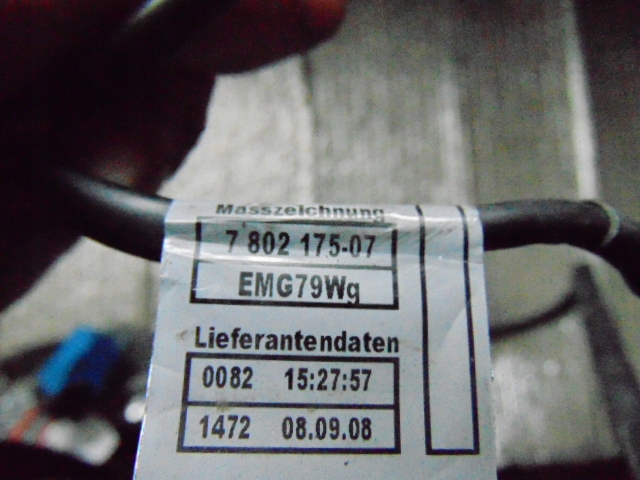 Masszeichnung
7 802 175-07
EMG79Wg
Lieferantendaten
0082 15:27:57
1472 08.09.08